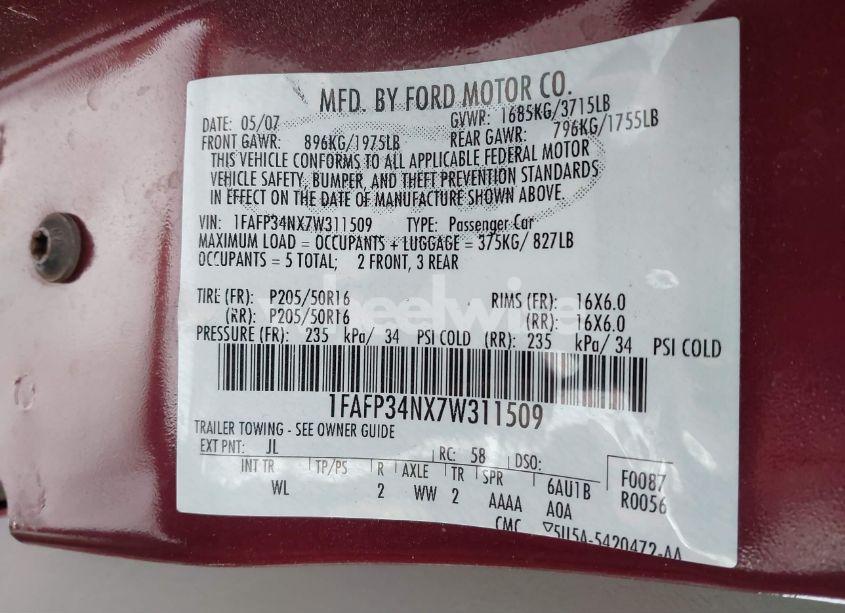 MFD. BY FORD MOTOR CO.
DATE: 05/07 GVWR: 1685KG/3715LB
FRONT GAWR: 896KG/1975LB REAR GAWR: 796KG/1755LB
THIS VEHICLE CONFORMS TO ALL APPLICABLE FEDERAL MOTOR
VEHICLE SAFETY, BUMPER, AND THEFT PREVENTION STANDARDS
IN EFFECT ON THE DATE OF MANUFACTURE SHOWN ABOVE.
VIN: 1FAFP34NX7W311509 TYPE: Passenger Car
MAXIMUM LOAD = OCCUPANTS + LUGGAGE = 375KG/ 827LB
OCCUPANTS = 5 TOTAL; 2 FRONT, 3 REAR
TIRE (FR): P205/50R16 RIMS (FR): 16X6.0
(RR): P205/50R16 (RR): 16X6.0
PRESSURE (FR): 235 kPa/ 34 PSI COLD (RR): 235 kPa/ 34 PSI COLD
1FAFP34NX7W311509
TRAILER TOWING - SEE OWNER GUIDE
EXT PNT: JL RC: 58 DSO: F0087
INT TR TP/PS R AXLE TR SPR 6AU1B R0056
WL 2 WW 2 AAAA A0A
CMC ▽5U5A-5420472-AA
wheelwire